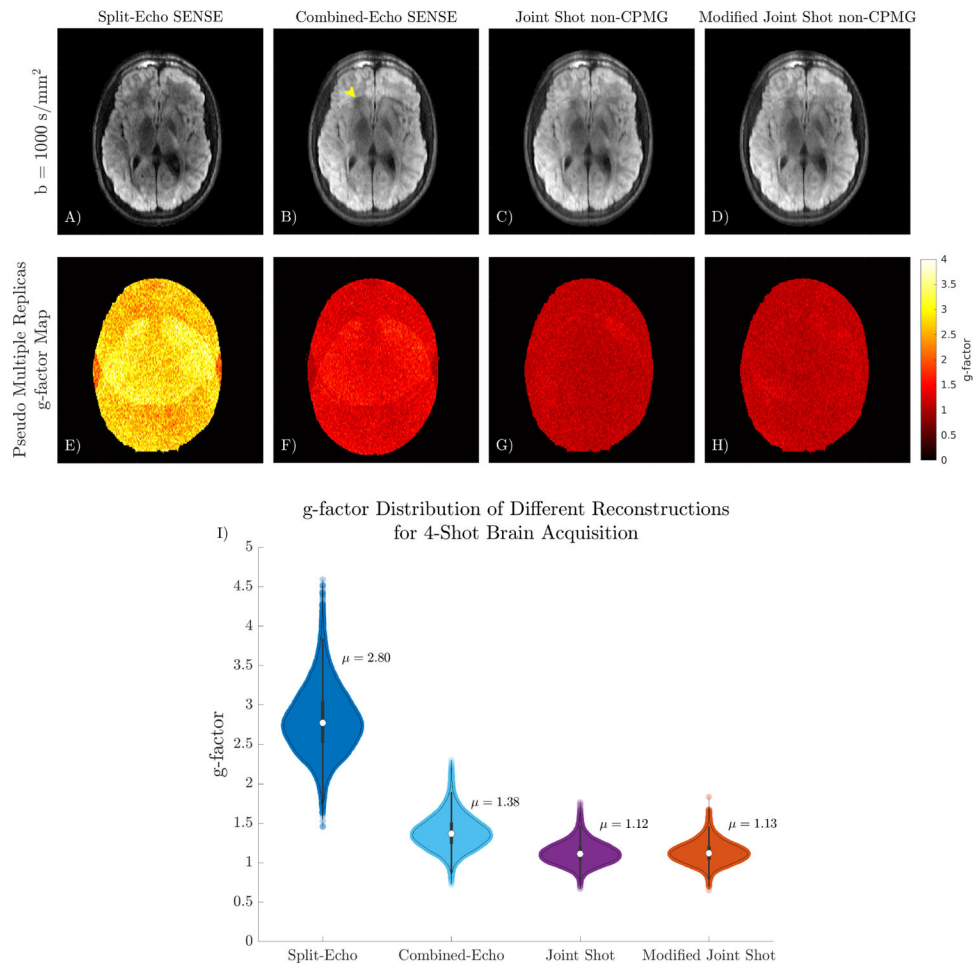 Split-Echo SENSE
Combined-Echo SENSE
Joint Shot non-CPMG
Modified Joint Shot non-CPMG
b = 1000 s/mm²
A)
B)
C)
D)
Pseudo Multiple Replicas
g-factor Map
E)
F)
G)
H)
4
3.5
3
2.5
2
1.5
1
0.5
0
g-factor
g-factor Distribution of Different Reconstructions
for 4-Shot Brain Acquisition
I)
g-factor
5
4.5
4
3.5
3
2.5
2
1.5
1
0.5
0
μ = 2.80
μ = 1.38
μ = 1.12
μ = 1.13
Split-Echo
Combined-Echo
Joint Shot
Modified Joint Shot